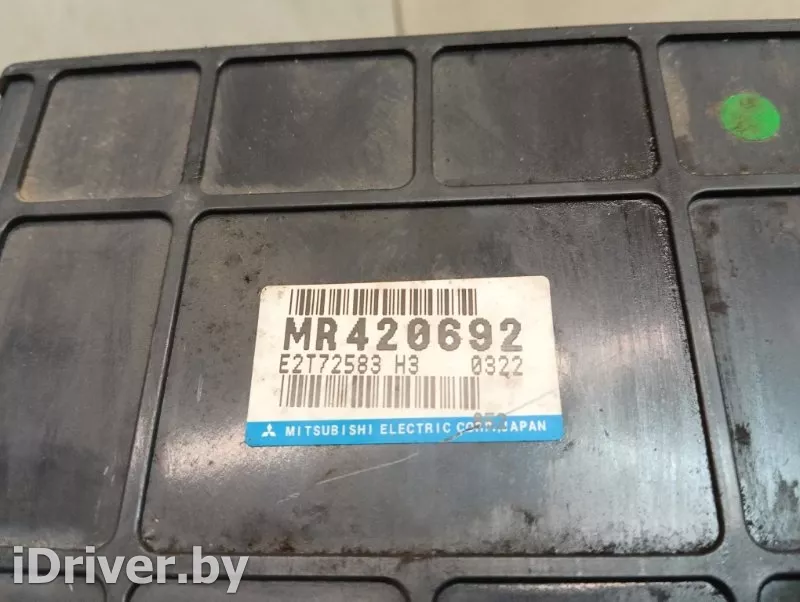 MR420692
E2T72583 H3 0322
MITSUBISHI ELECTRIC CORP., JAPAN
iDriver.by